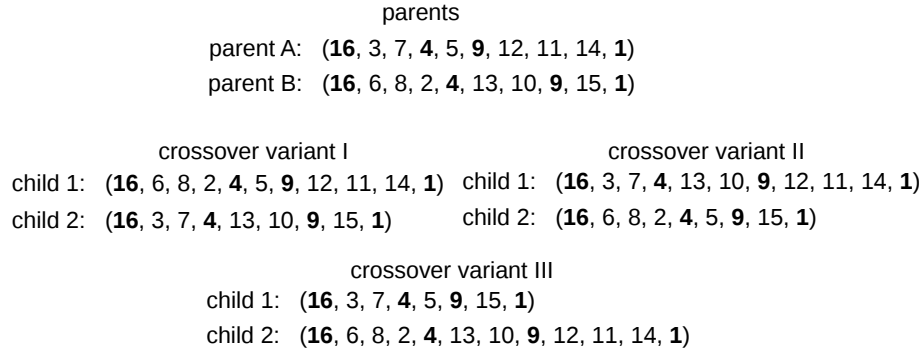 parents
parent A: (16, 3, 7, 4, 5, 9, 12, 11, 14, 1)
parent B: (16, 6, 8, 2, 4, 13, 10, 9, 15, 1)
crossover variant I
child 1: (16, 6, 8, 2, 4, 5, 9, 12, 11, 14, 1)
child 2: (16, 3, 7, 4, 13, 10, 9, 15, 1)
crossover variant II
child 1: (16, 3, 7, 4, 13, 10, 9, 12, 11, 14, 1)
child 2: (16, 6, 8, 2, 4, 5, 9, 15, 1)
crossover variant III
child 1: (16, 3, 7, 4, 5, 9, 15, 1)
child 2: (16, 6, 8, 2, 4, 13, 10, 9, 12, 11, 14, 1)